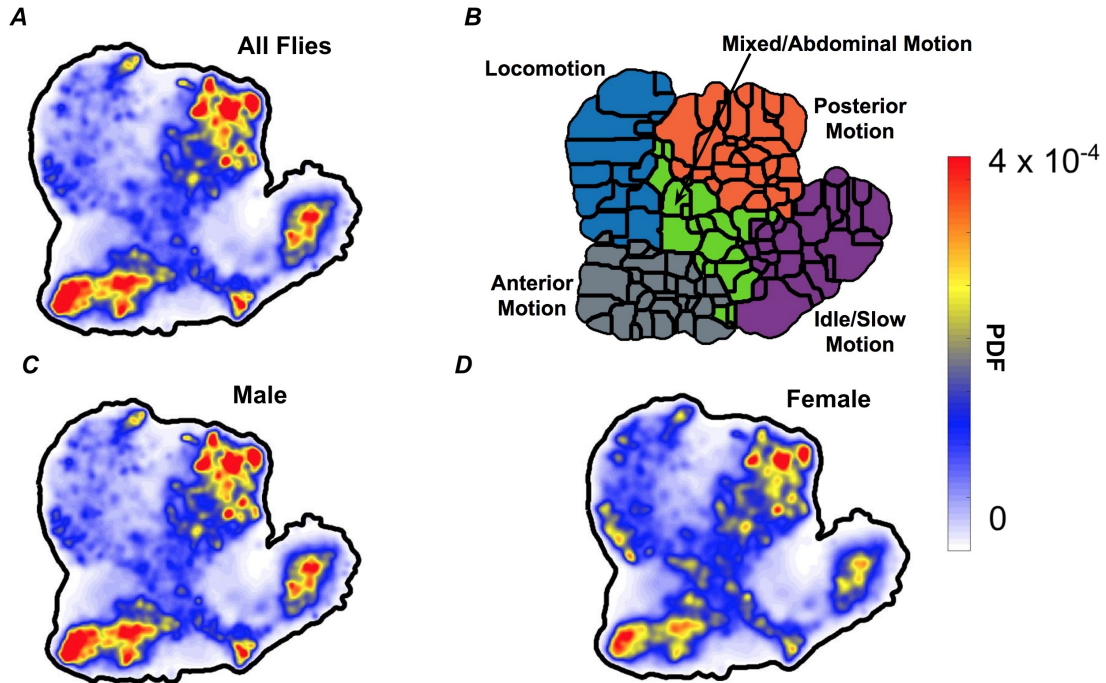 A
All Flies
B
Mixed/Abdominal Motion
Locomotion
Posterior
Motion
Anterior
Motion
Idle/Slow
Motion
4 x 10-4
PDF
0
C
Male
D
Female